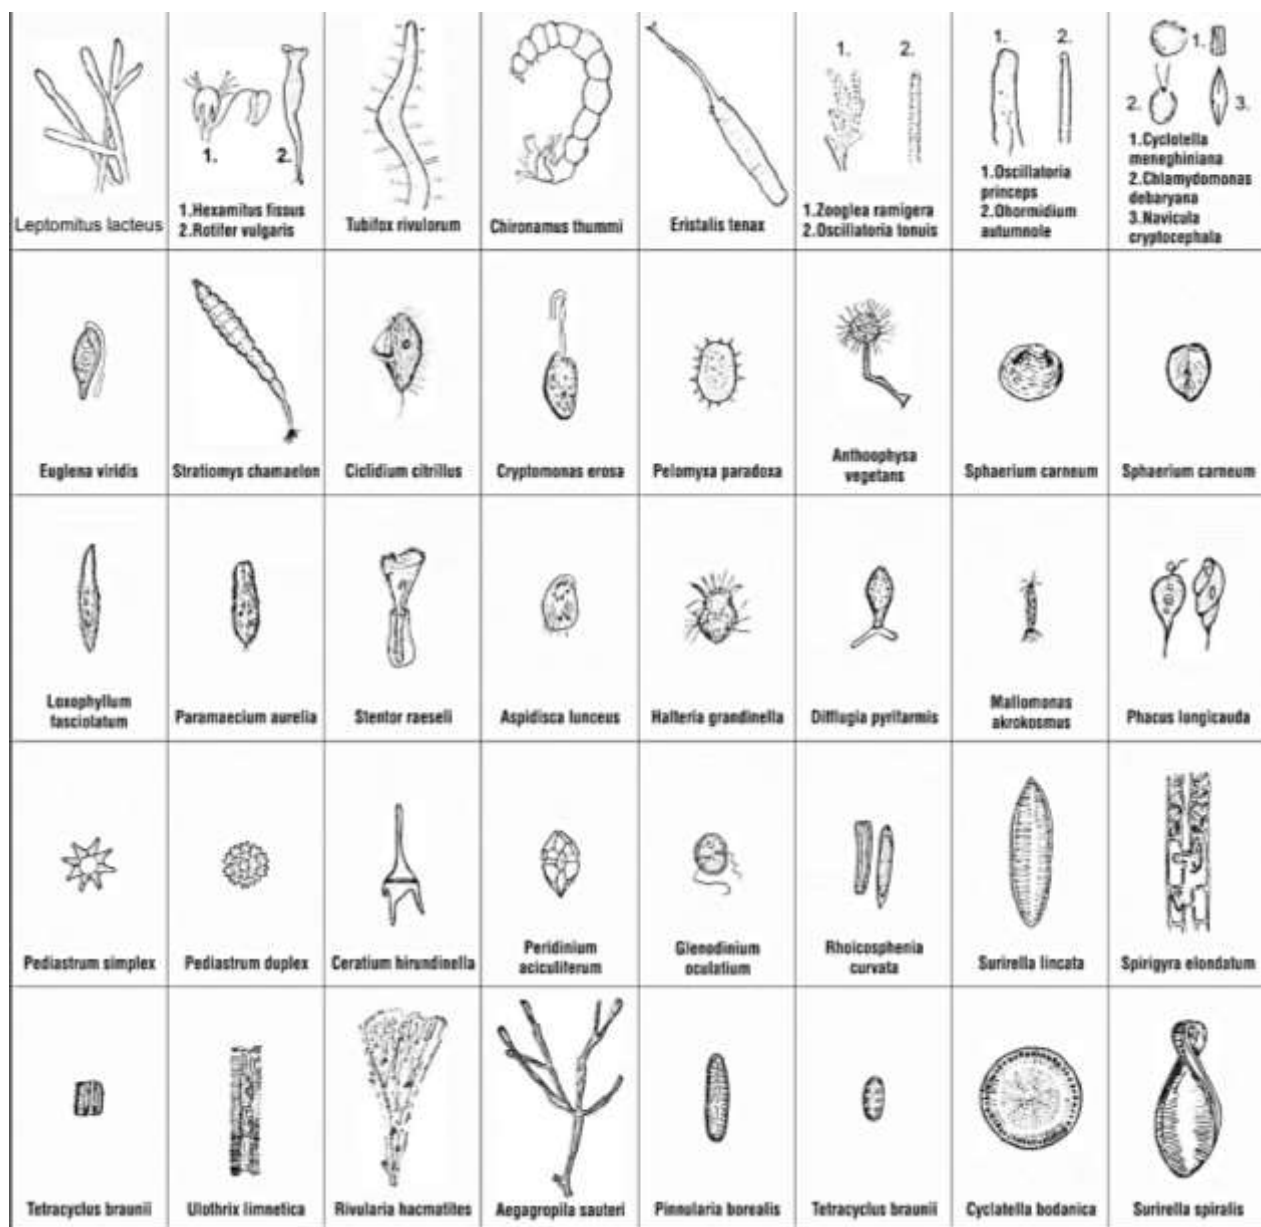 1.
2.
1.
2.
1.
2.
1.
2.
3.
Leptomitus lacteus
1.Hexamitus fissus
2.Rotifer vulgaris
Tubifox rivulorum
Chironamus thummi
Eristalis tenax
1.Zooglea ramigera
2.Oscillatoria tonuis
1.Oscillatoria
princeps
2.Ohormidium
autumnole
1.Cyclotella
meneghiniana
2.Chlamydomonas
debaryana
3.Navicula
cryptocephala
Euglena viridis
Stratiomys chamaelon
Ciclidium citrillus
Cryptomonas erosa
Pelomyxa paradoxa
Anthoophysa
vegetans
Sphaerium carneum
Sphaerium carneum
Loxophyllum
fasciolatum
Paramaecium aurelia
Stentor raeseli
Aspidisca lunceus
Halteria grandinella
Difflugia pyrifarmis
Mallomonas
akrokosmus
Phacus longicauda
Pediastrum simplex
Pediastrum duplex
Ceratium hirundinella
Peridinium
aciculiferum
Glenodinium
oculatium
Rhoicosphenia
curvata
Surirella lincata
Spirigyra elondatum
Tetracyclus braunii
Ulothrix limnetica
Rivularia hacmatites
Aegagropila sauteri
Pinnularia borealis
Tetracyclus braunii
Cyclatella bodanica
Surirella spiralis